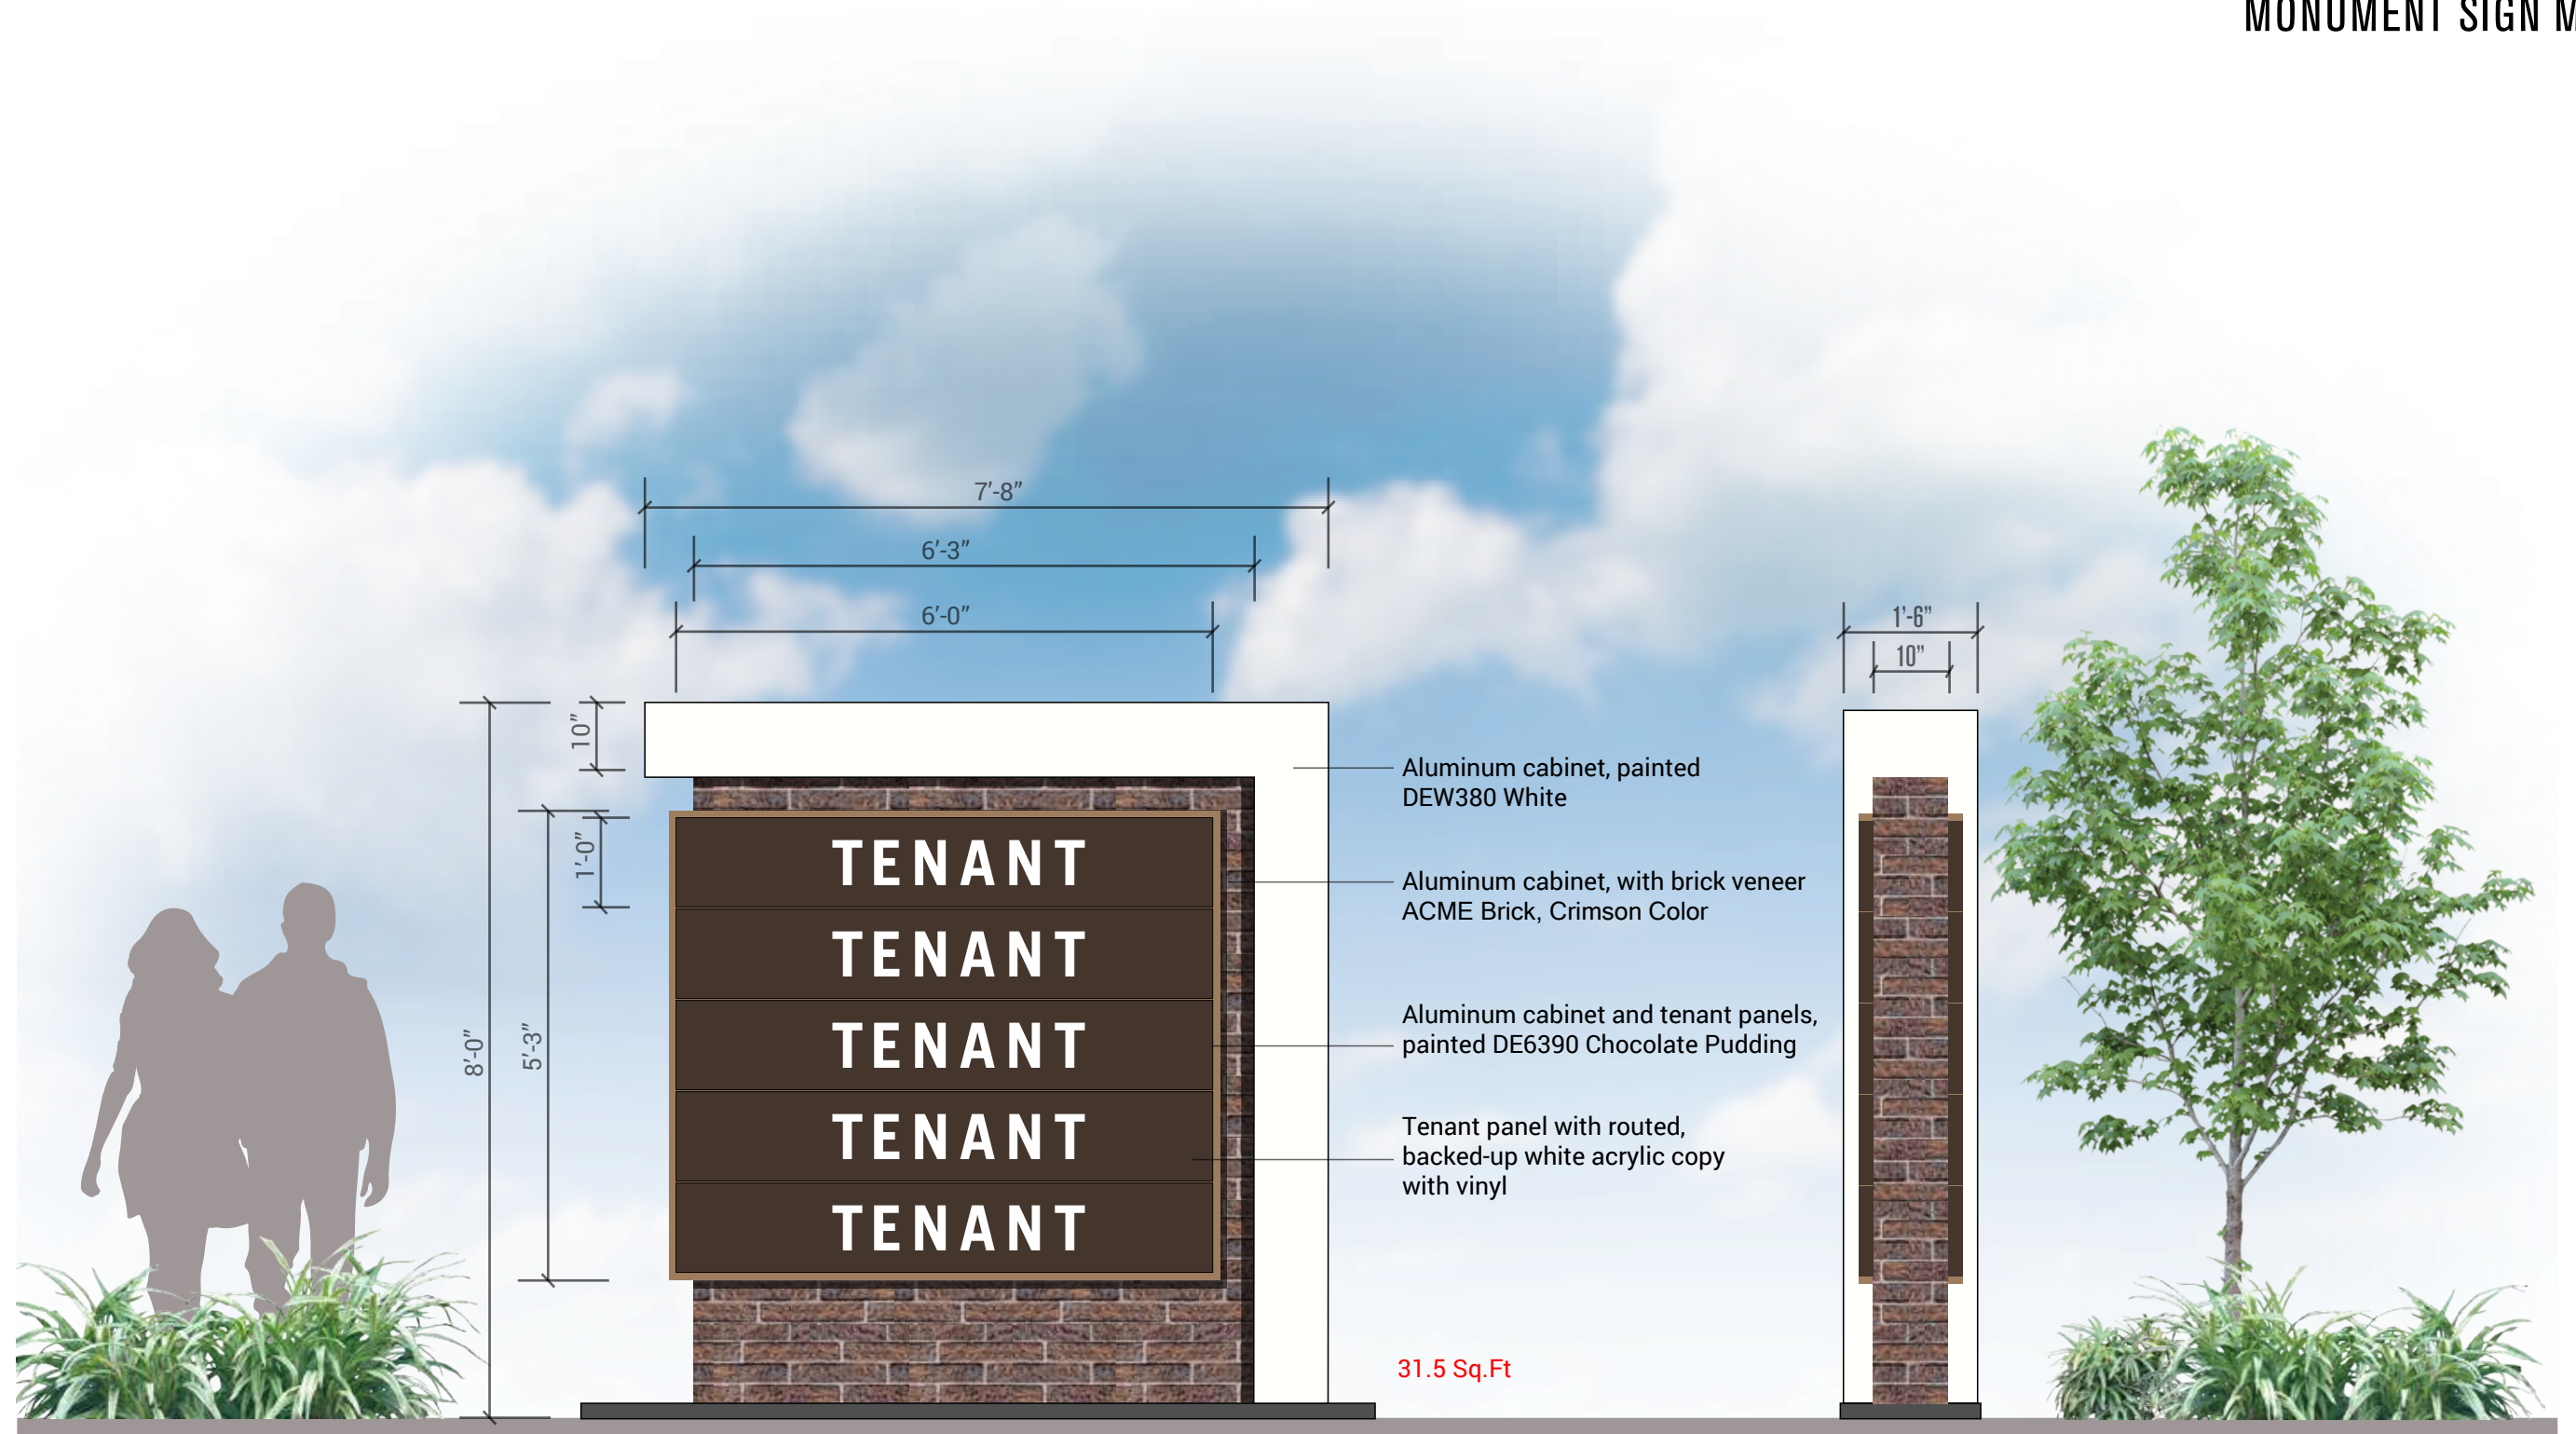 MONUMENT SIGN M
7’-8”
6’-3”
6’-0”
1’-6”
10”
10”
1’-0”
8’-0”
5’-3”
TENANT
TENANT
TENANT
TENANT
TENANT
Aluminum cabinet, painted
DEW380 White
Aluminum cabinet, with brick veneer
ACME Brick, Crimson Color
Aluminum cabinet and tenant panels,
painted DE6390 Chocolate Pudding
Tenant panel with routed,
backed-up white acrylic copy
with vinyl
31.5 Sq.Ft